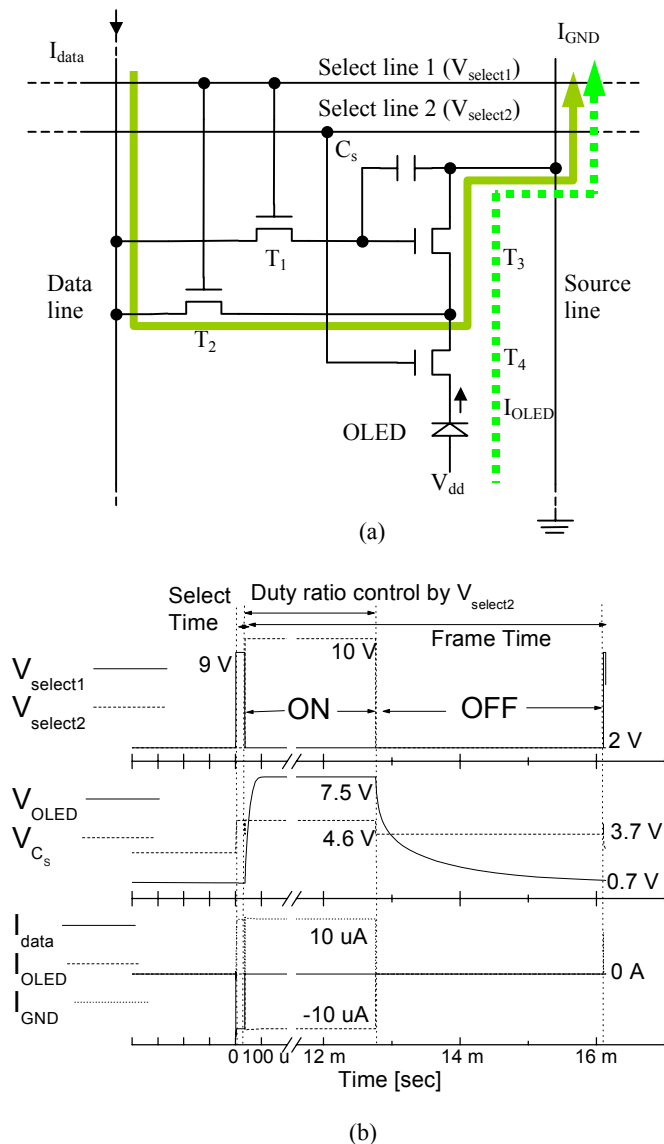 I_data
I_GND
Select line 1 (V_select1)
Select line 2 (V_select2)
C_s
T_1
T_3
Data line
Source line
T_2
T_4
I_OLED
OLED
V_dd
(a)
Select Time
Duty ratio control by V_select2
Frame Time
V_select1
V_select2
9 V
10 V
ON
OFF
2 V
V_OLED
V_Cs
7.5 V
4.6 V
3.7 V
0.7 V
I_data
I_OLED
I_GND
10 uA
0 A
-10 uA
0 100 u 12 m 14 m 16 m
Time [sec]
(b)